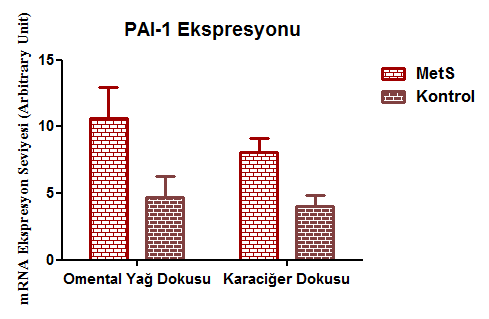 PAI-1 Ekspresyonu
mRNA Ekspresyon Seviyesi (Arbitrary Unit)
15
10
5
0
Omental Yağ Dokusu
Karaciğer Dokusu
MetS
Kontrol